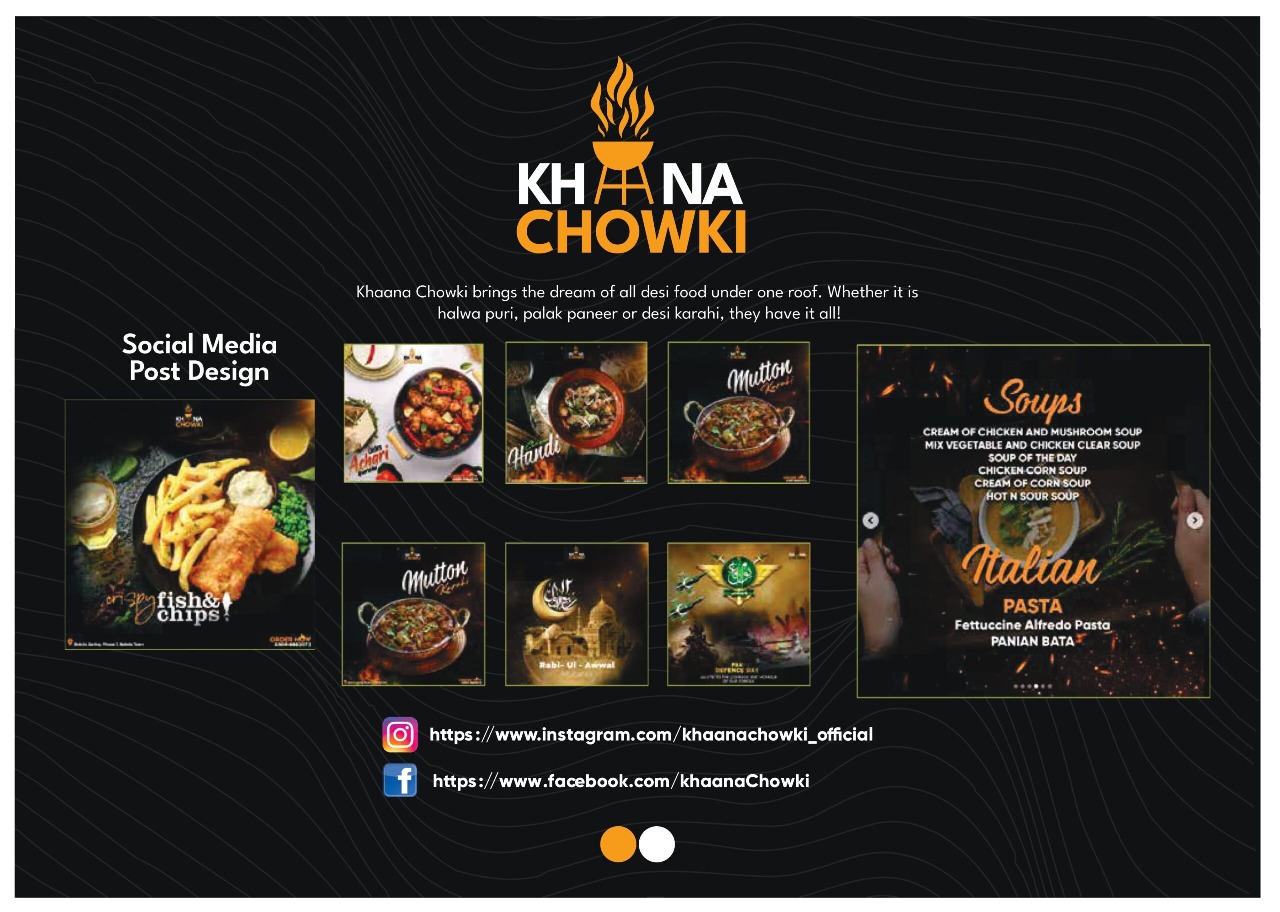 KHANA
CHOWKI
Khaana Chowki brings the dream of all desi food under one roof. Whether it is
halwa puri, palak paneer or desi karahi, they have it all!
Social Media
Post Design
KHANA
CHOWKI
crispy fish&
chips!
ORDER NOW
Achari
Handi
Mutton
Karahi
Mutton
Karahi
Rabi- Ul - Awwal
DEFENCE DAY
Soups
CREAM OF CHICKEN AND MUSHROOM SOUP
MIX VEGETABLE AND CHICKEN CLEAR SOUP
SOUP OF THE DAY
CHICKEN CORN SOUP
CREAM OF CORN SOUP
HOT N SOUR SOUP
Italian
PASTA
Fettuccine Alfredo Pasta
PANIAN BATA
https://www.instagram.com/khaanachowki_official
https://www.facebook.com/khaanaChowki